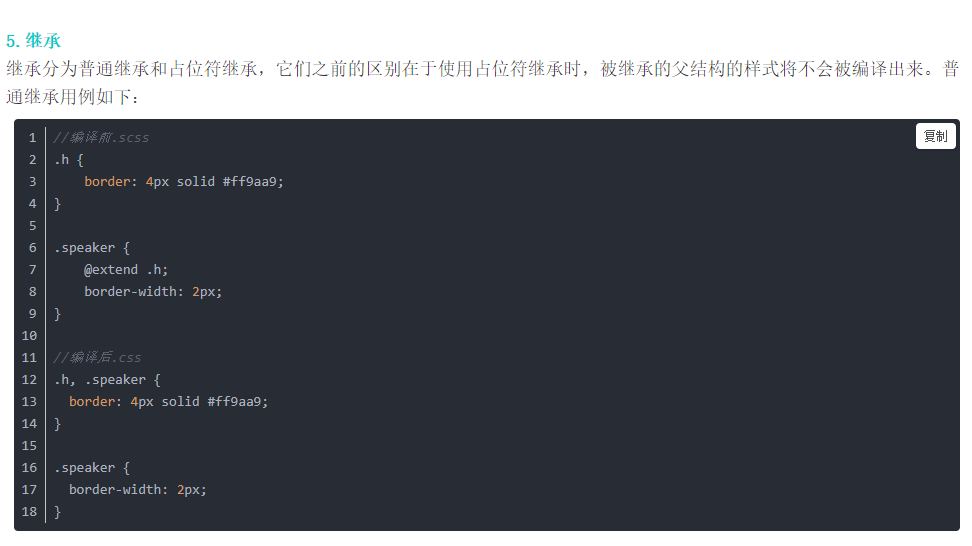 5. 继承
继承分为普通继承和占位符继承，它们之前的区别在于使用占位符继承时，被继承的父结构的样式将不会被编译出来。普
通继承用例如下：
复制
1 //编译前.scss
2 .h {
3     border: 4px solid #ff9aa9;
4 }
5
6 .speaker {
7     @extend .h;
8     border-width: 2px;
9 }
10
11 //编译后.css
12 .h, .speaker {
13   border: 4px solid #ff9aa9;
14 }
15
16 .speaker {
17   border-width: 2px;
18 }